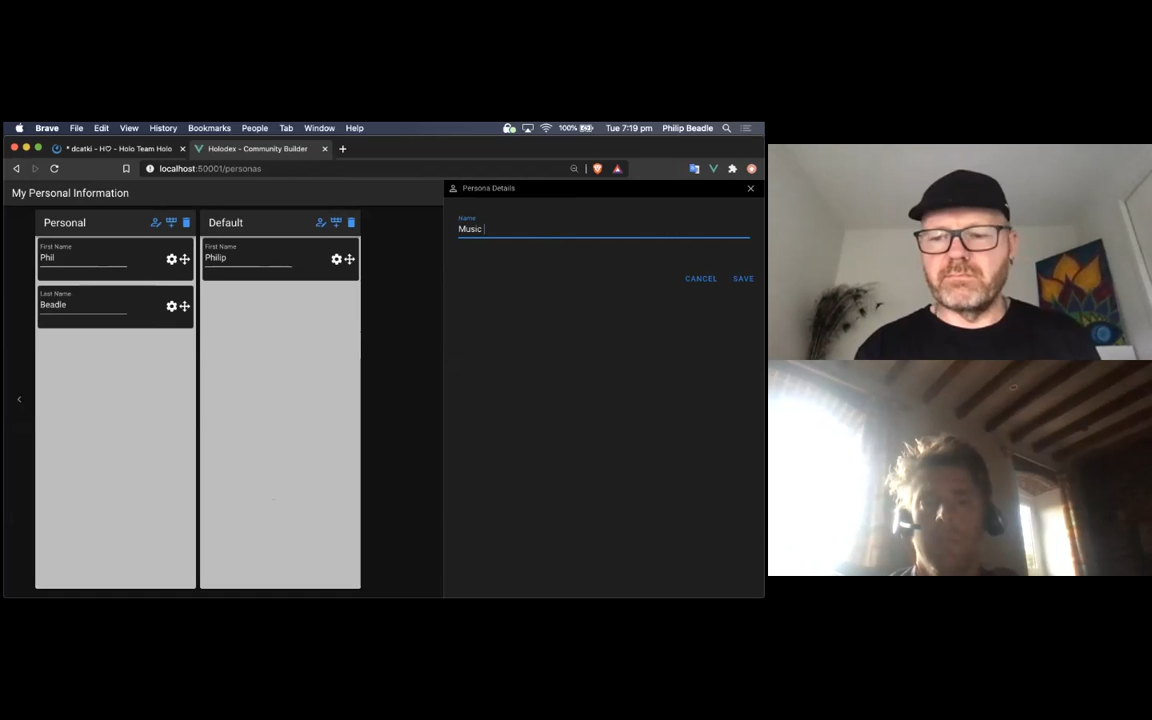 Brave File Edit View History Bookmarks People Tab Window Help 100% Tue 7:19 pm Philip Beadle
* dcatki - H♡ - Holo Team Holo Holodex - Community Builder
localhost:50001/personas
My Personal Information
Persona Details
Personal
Default
Name
Music
First Name
Phil
First Name
Philip
CANCEL SAVE
Last Name
Beadle